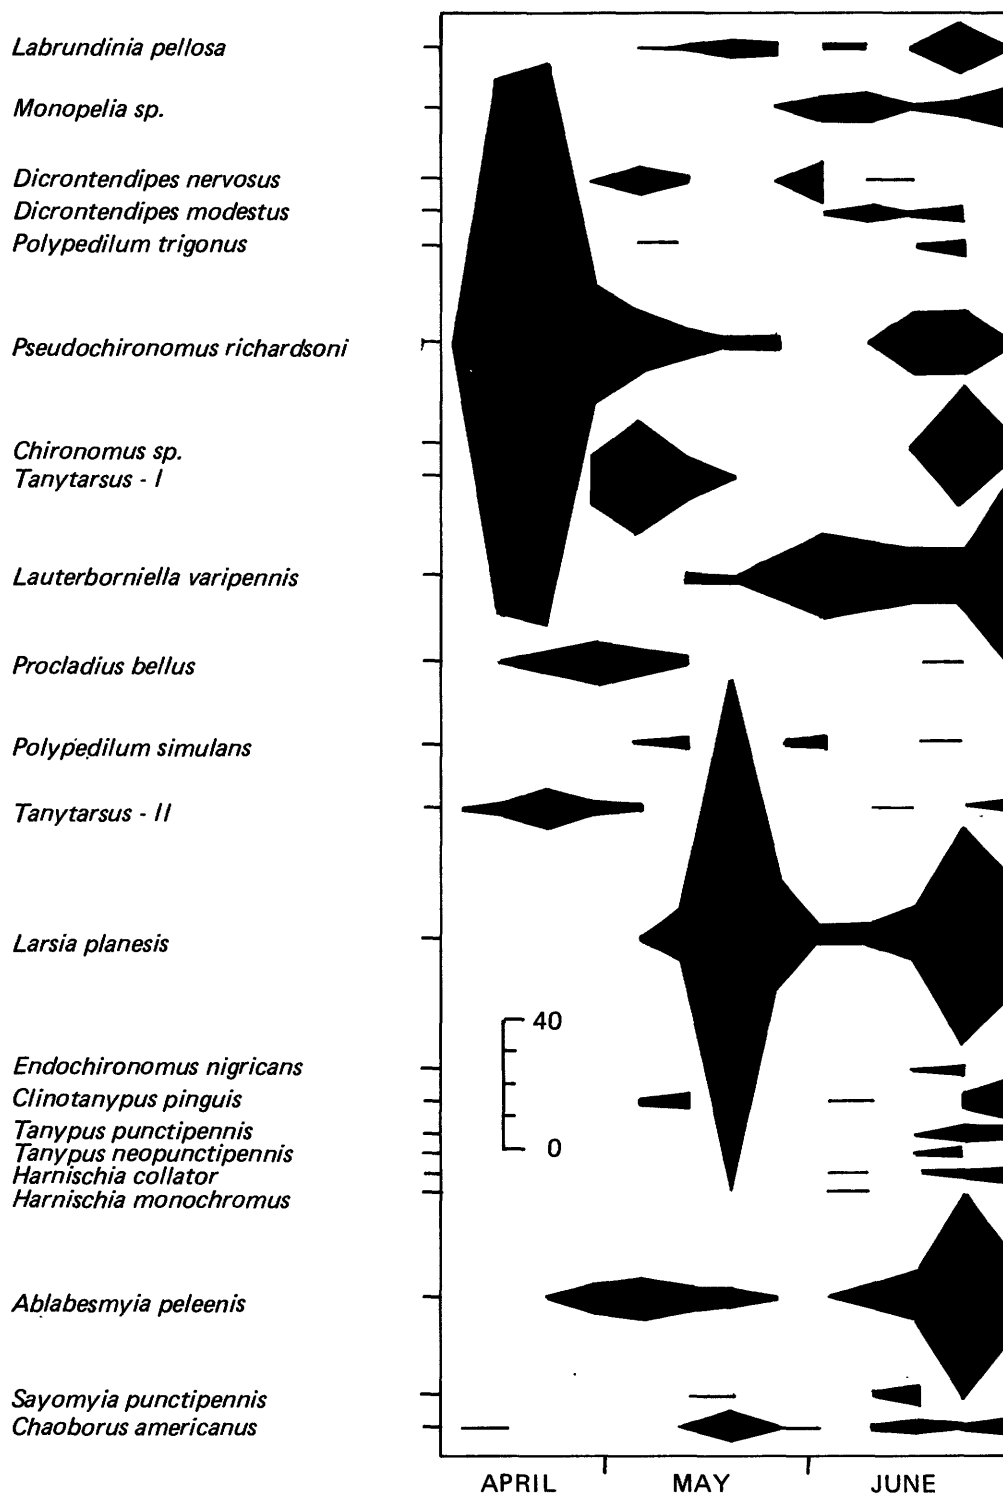 Labrundinia pellosa
Monopelia sp.
Dicrontendipes nervosus
Dicrontendipes modestus
Polypedilum trigonus
Pseudochironomus richardsoni
Chironomus sp.
Tanytarsus - I
Lauterborniella varipennis
Procladius bellus
Polypedilum simulans
Tanytarsus - II
Larsia planesis
40
0
Endochironomus nigricans
Clinotanypus pinguis
Tanypus punctipennis
Tanypus neopunctipennis
Harnischia collator
Harnischia monochromus
Ablabesmyia peleenis
Sayomyia punctipennis
Chaoborus americanus
APRIL MAY JUNE